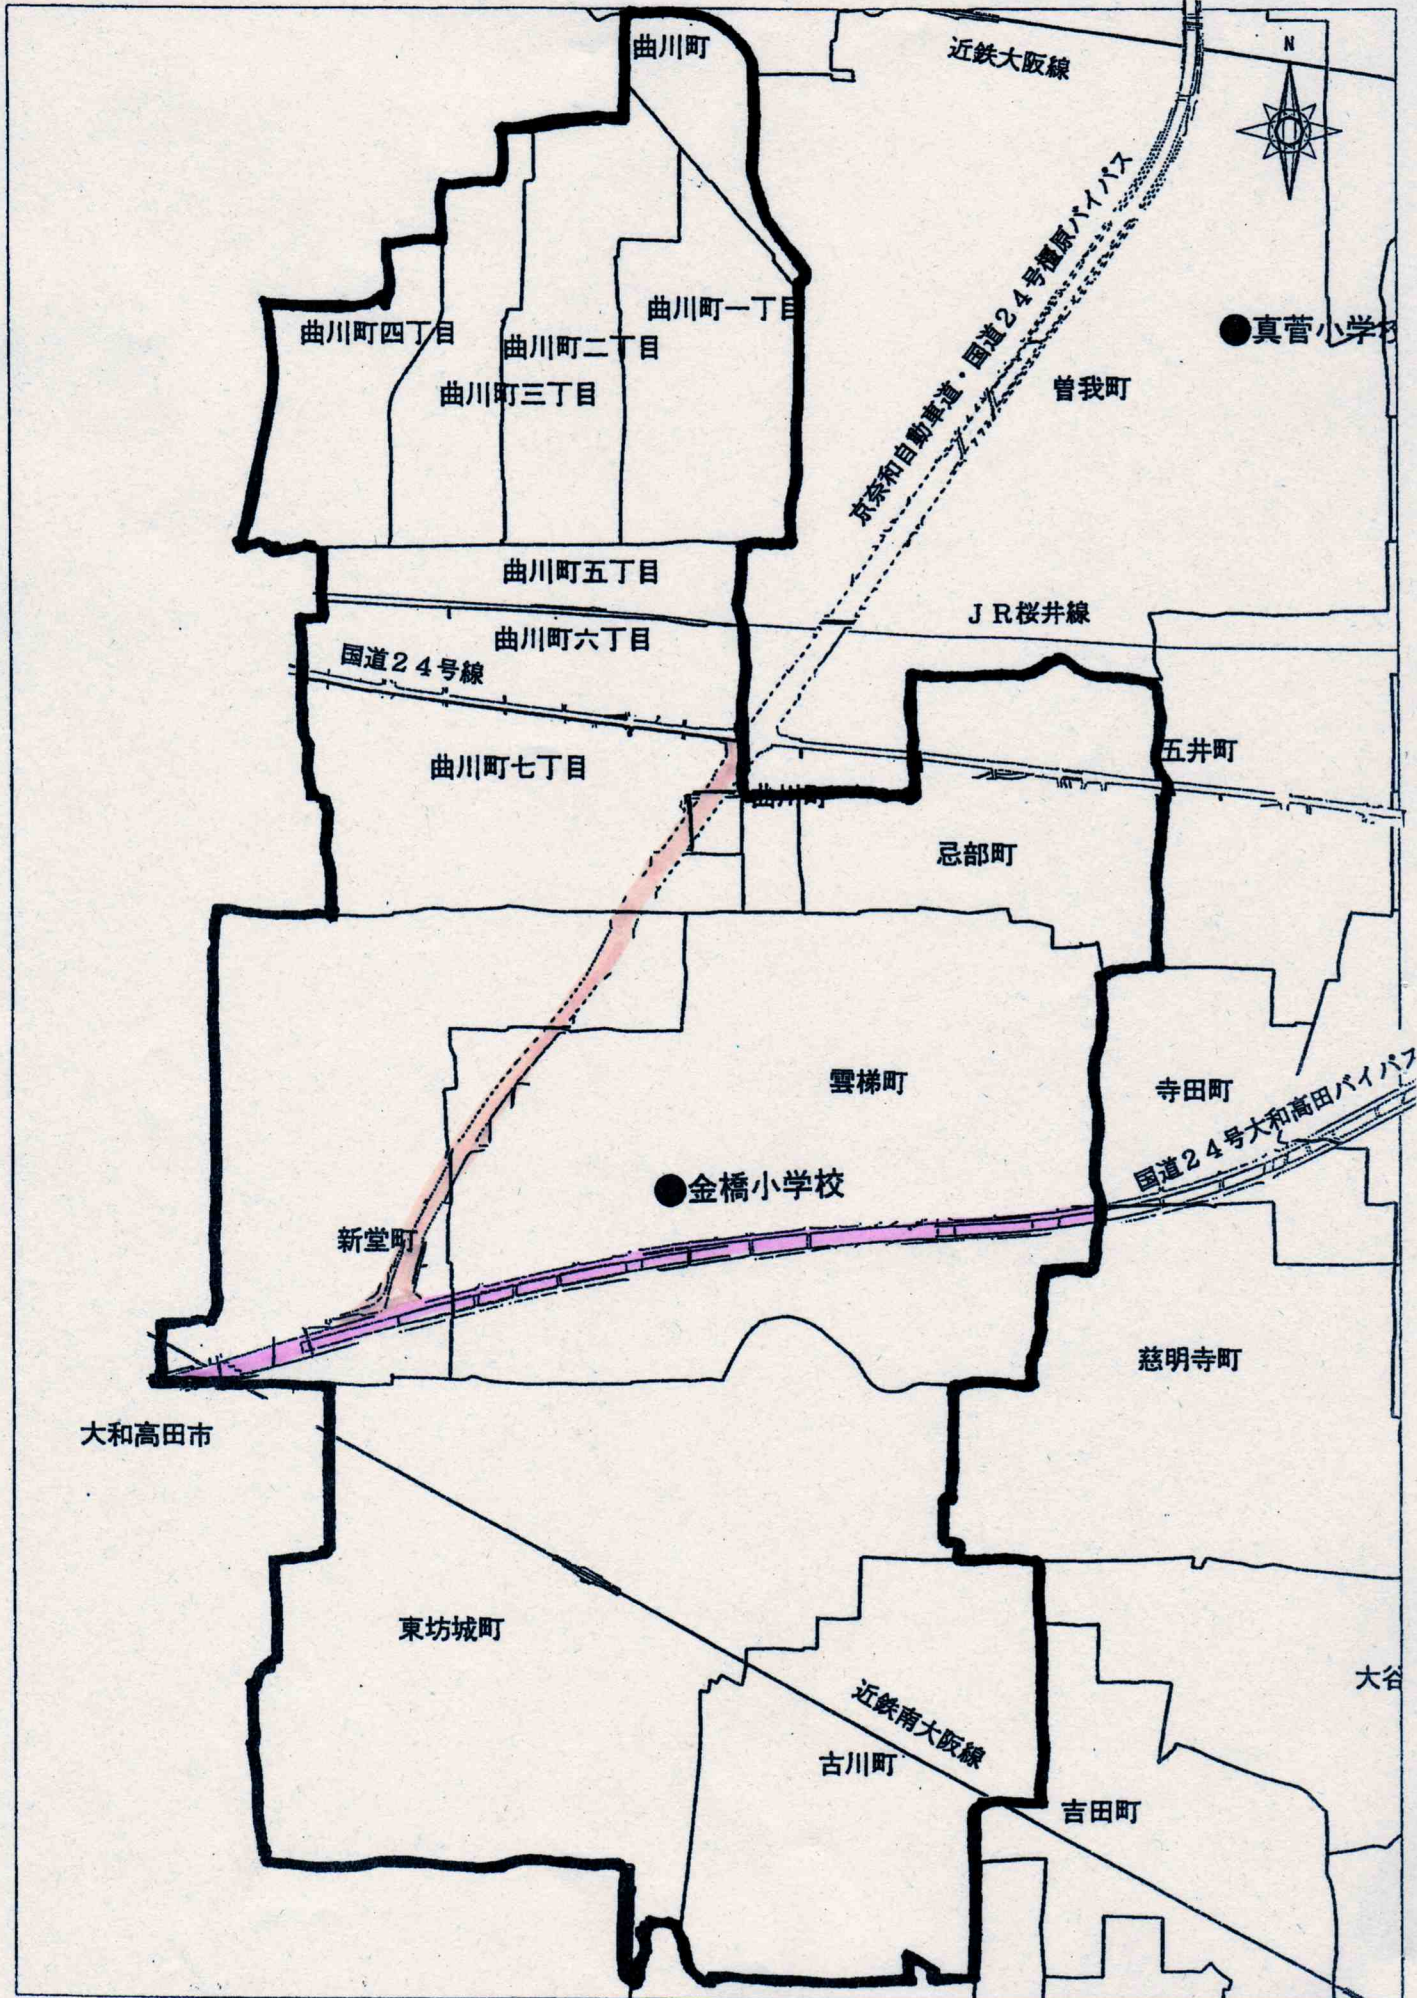 曲川町
近鉄大阪線
N
京奈和自動車道・国道24号橿原バイパス
曲川町一丁目
曲川町四丁目
曲川町二丁目
曲川町三丁目
真菅小学校
曽我町
曲川町五丁目
JR桜井線
曲川町六丁目
国道24号線
五井町
曲川町七丁目
曲川町
忌部町
雲梯町
寺田町
国道24号大和高田バイパス
金橋小学校
新堂町
慈明寺町
大和高田市
東坊城町
大谷
近鉄南大阪線
古川町
吉田町